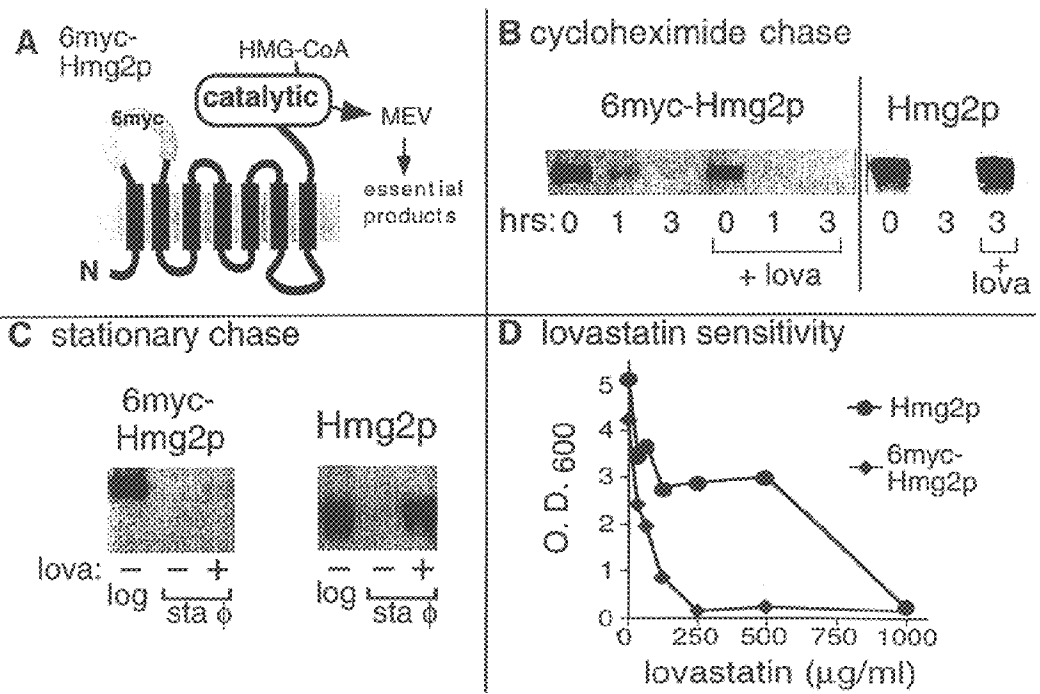 A 6myc-
Hmg2p
HMG-CoA
catalytic
6myc
MEV
essential
products
N
B cycloheximide chase
6myc-Hmg2p
Hmg2p
hrs: 0 1 3 0 1 3 0 3 3
+ lova
+
lova
C stationary chase
6myc-
Hmg2p
Hmg2p
lova: − − + − − +
log sta ϕ log sta ϕ
D lovastatin sensitivity
Hmg2p
6myc-
Hmg2p
O. D. 600
5
4
3
2
1
0
0 250 500 750 1000
lovastatin (μg/ml)